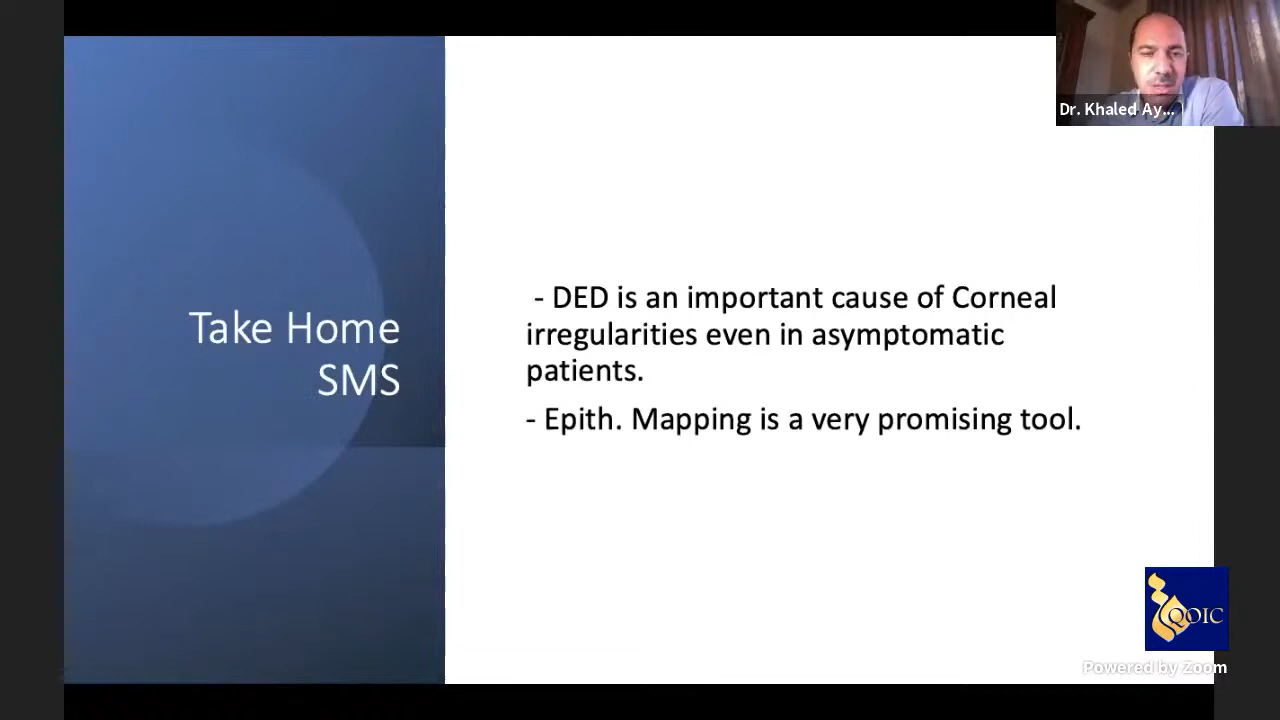 Dr. Khaled Ay...
Take Home
SMS
- DED is an important cause of Corneal
irregularities even in asymptomatic
patients.
- Epith. Mapping is a very promising tool.
QOIC
Powered by Zoom